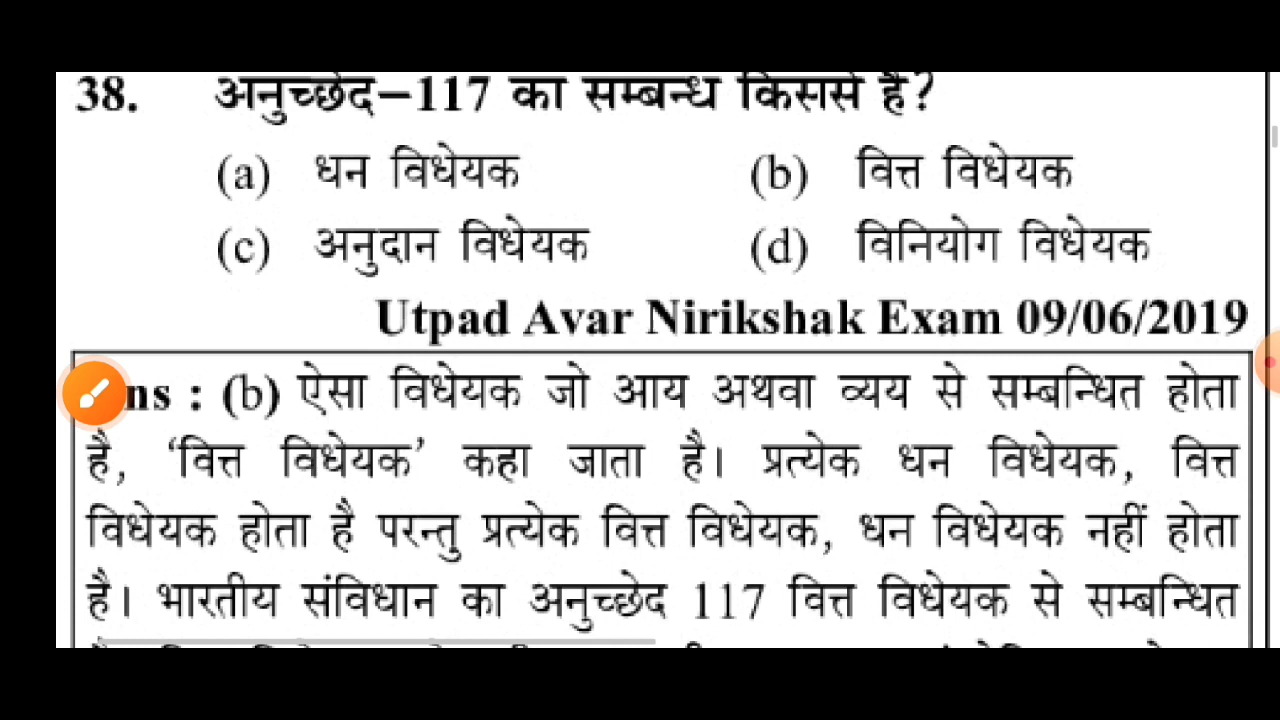 38. अनुच्छेद–117 का सम्बन्ध किससे है?
(a) धन विधेयक (b) वित्त विधेयक
(c) अनुदान विधेयक (d) विनियोग विधेयक
Utpad Avar Nirikshak Exam 09/06/2019
ns : (b) ऐसा विधेयक जो आय अथवा व्यय से सम्बन्धित होता
है, ‘वित्त विधेयक’ कहा जाता है। प्रत्येक धन विधेयक, वित्त
विधेयक होता है परन्तु प्रत्येक वित्त विधेयक, धन विधेयक नहीं होता
है। भारतीय संविधान का अनुच्छेद 117 वित्त विधेयक से सम्बन्धित